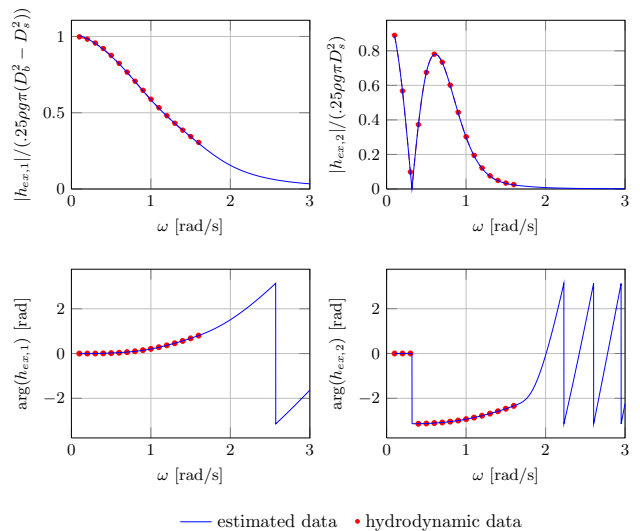 |h_{ex,1}|/(.25ρgπ(D_b^2 − D_s^2))
1
0.5
0
0 1 2 3
ω [rad/s]
|h_{ex,2}|/(.25ρgπD_s^2)
0.8
0.6
0.4
0.2
0
0 1 2 3
ω [rad/s]
arg(h_{ex,1}) [rad]
2
0
−2
0 1 2 3
ω [rad/s]
arg(h_{ex,2}) [rad]
2
0
−2
0 1 2 3
ω [rad/s]
estimated data hydrodynamic data